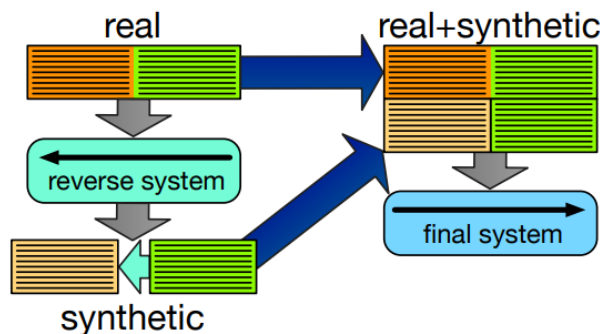 real
real+synthetic
reverse system
final system
synthetic